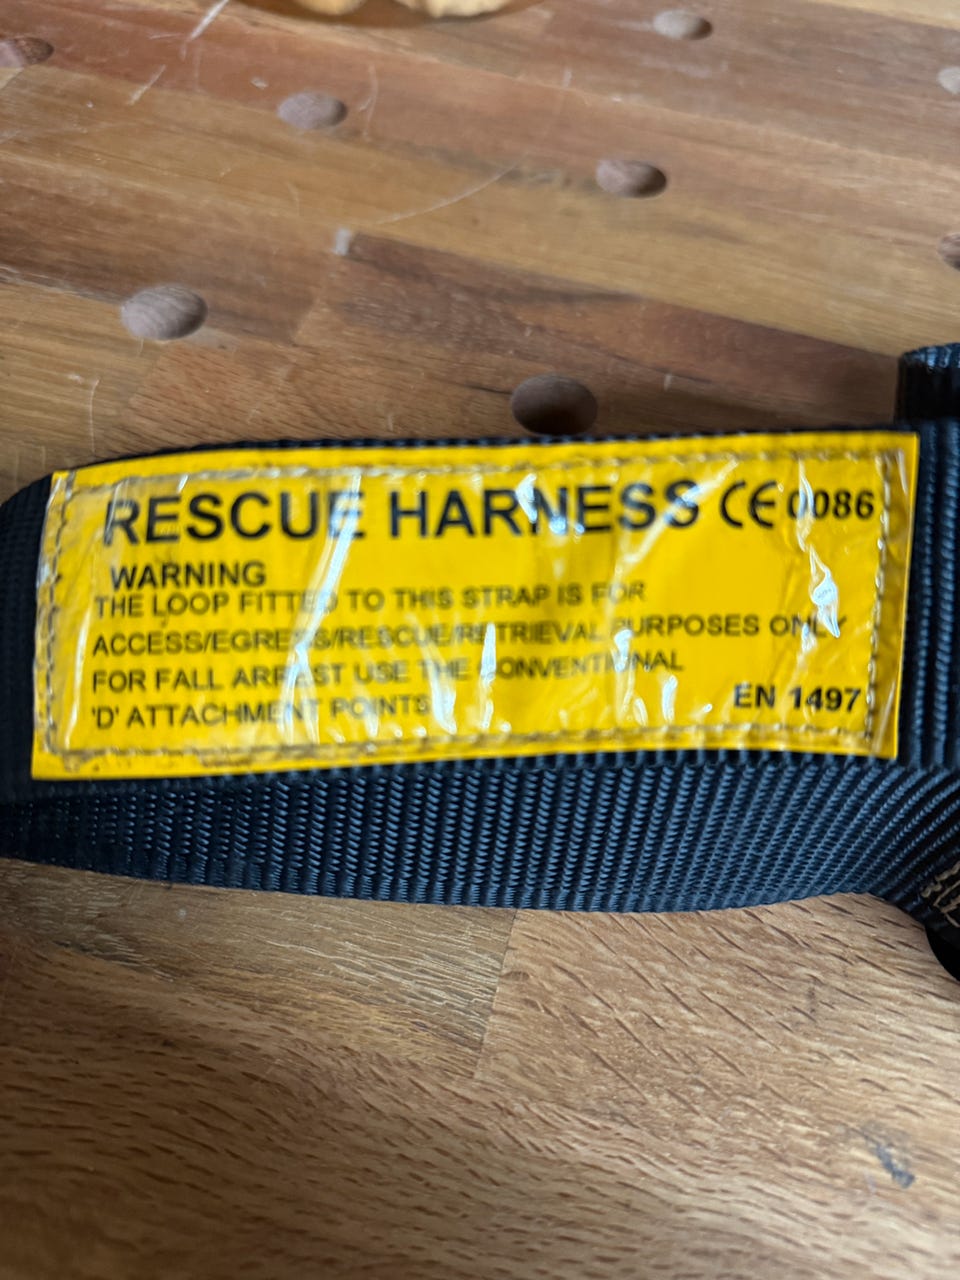 RESCUE HARNESS CE 0086
WARNING
THE LOOP FITTED TO THIS STRAP IS FOR
ACCESS/EGRESS/RESCUE/RETRIEVAL PURPOSES ONLY
FOR FALL ARREST USE THE CONVENTIONAL
'D' ATTACHMENT POINTS
EN 1497